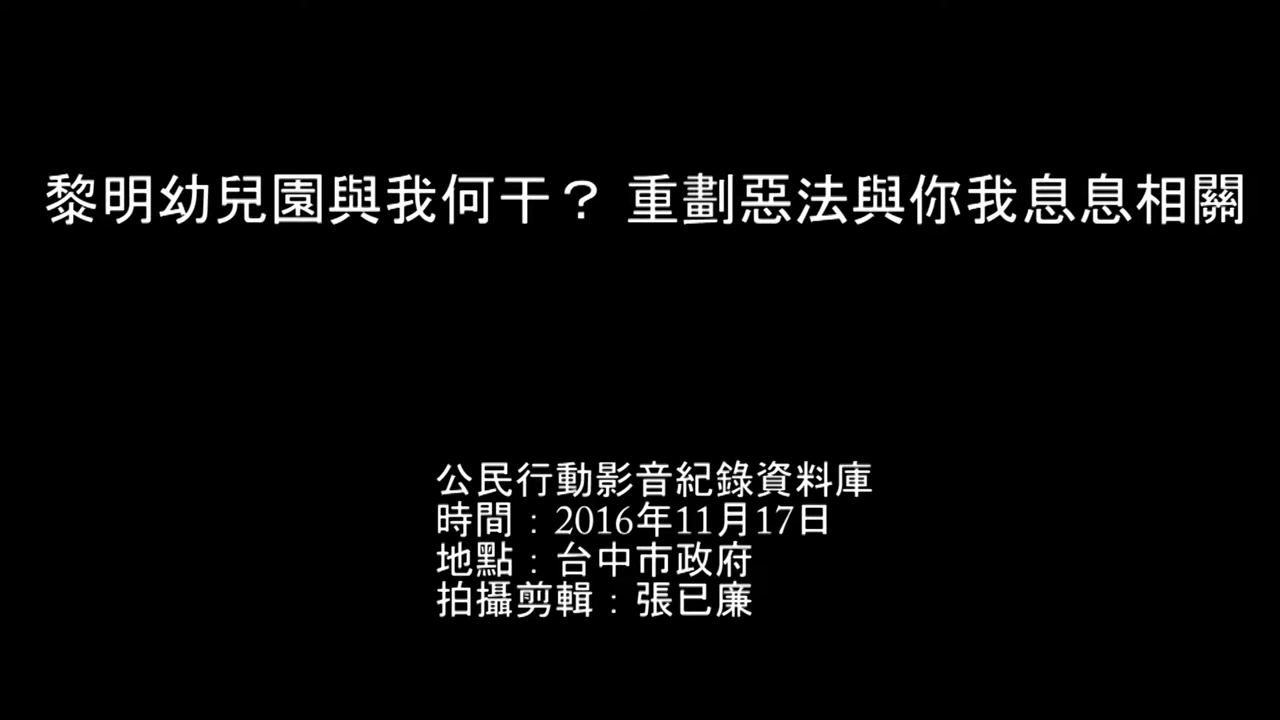 黎明幼兒園與我何干？ 重劃惡法與你我息息相關
公民行動影音紀錄資料庫
時間：2016年11月17日
地點：台中市政府
拍攝剪輯：張已廉